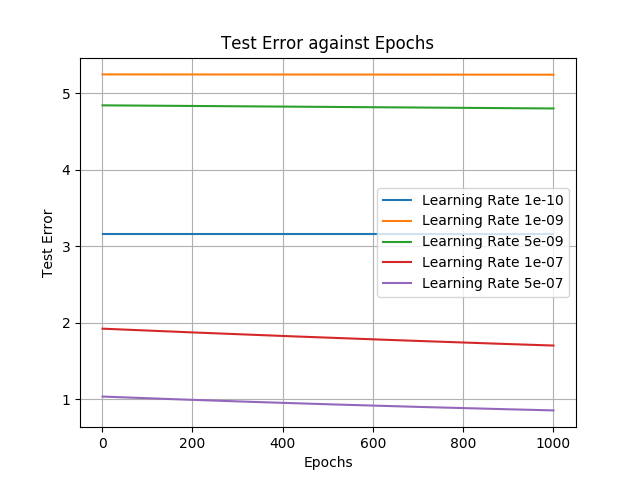 Test Error against Epochs
5
4
3
2
1
Test Error
Learning Rate 1e-10
Learning Rate 1e-09
Learning Rate 5e-09
Learning Rate 1e-07
Learning Rate 5e-07
0 200 400 600 800 1000
Epochs